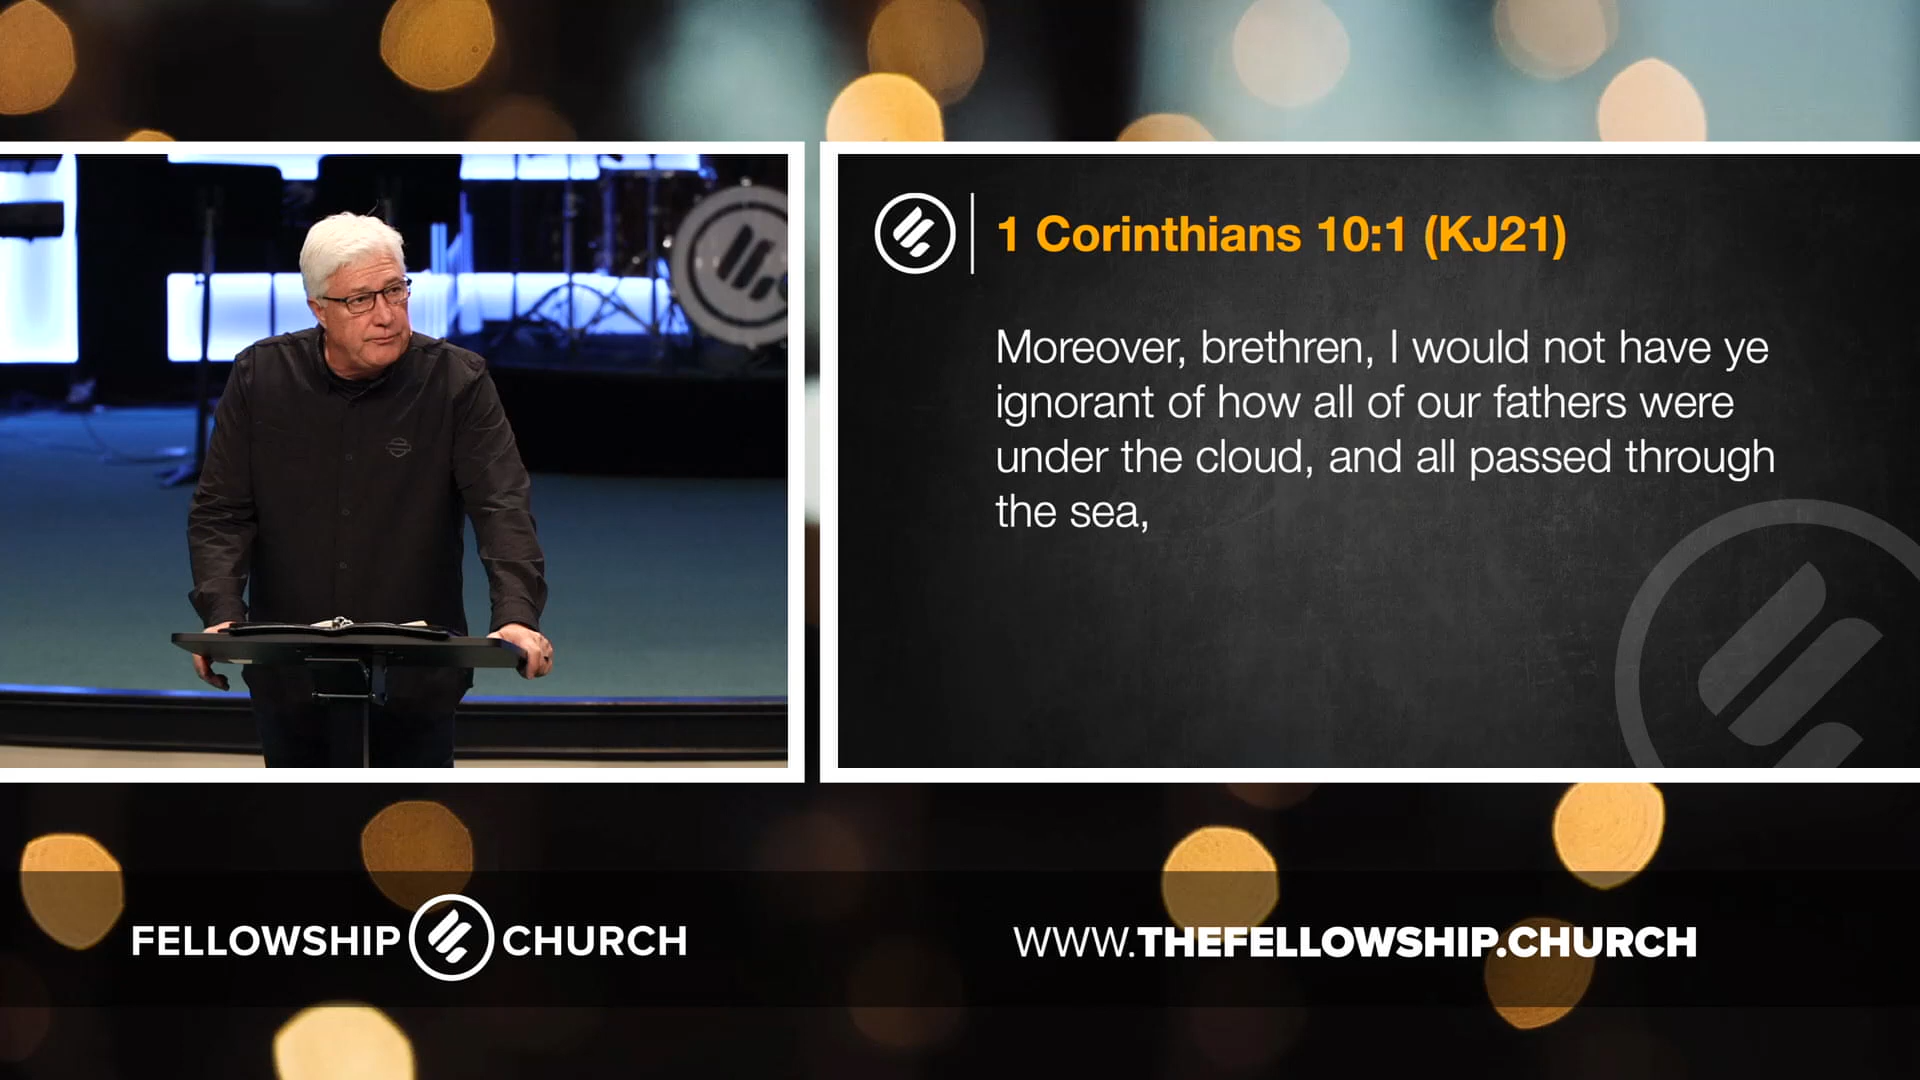 1 Corinthians 10:1 (KJ21)
Moreover, brethren, I would not have ye
ignorant of how all of our fathers were
under the cloud, and all passed through
the sea,
FELLOWSHIP CHURCH
WWW.THEFELLOWSHIP.CHURCH